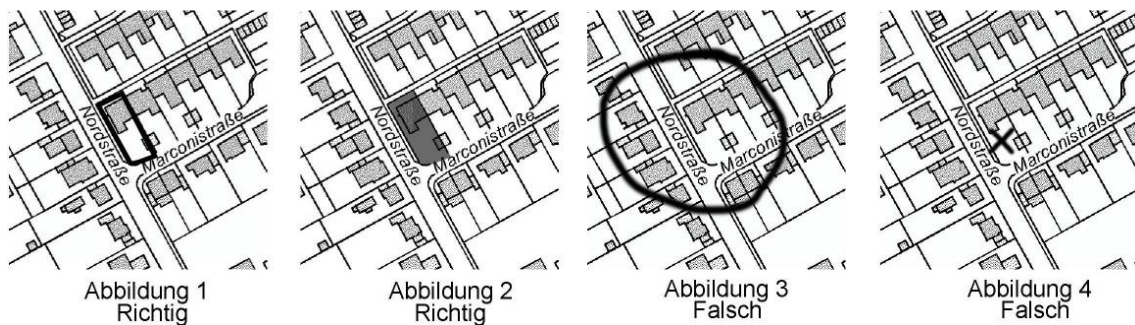 Nordstraße
Marconistraße
Nordstraße
Marconistraße
Nordstraße
Marconistraße
Nordstraße
Marconistraße
Abbildung 1
Richtig
Abbildung 2
Richtig
Abbildung 3
Falsch
Abbildung 4
Falsch